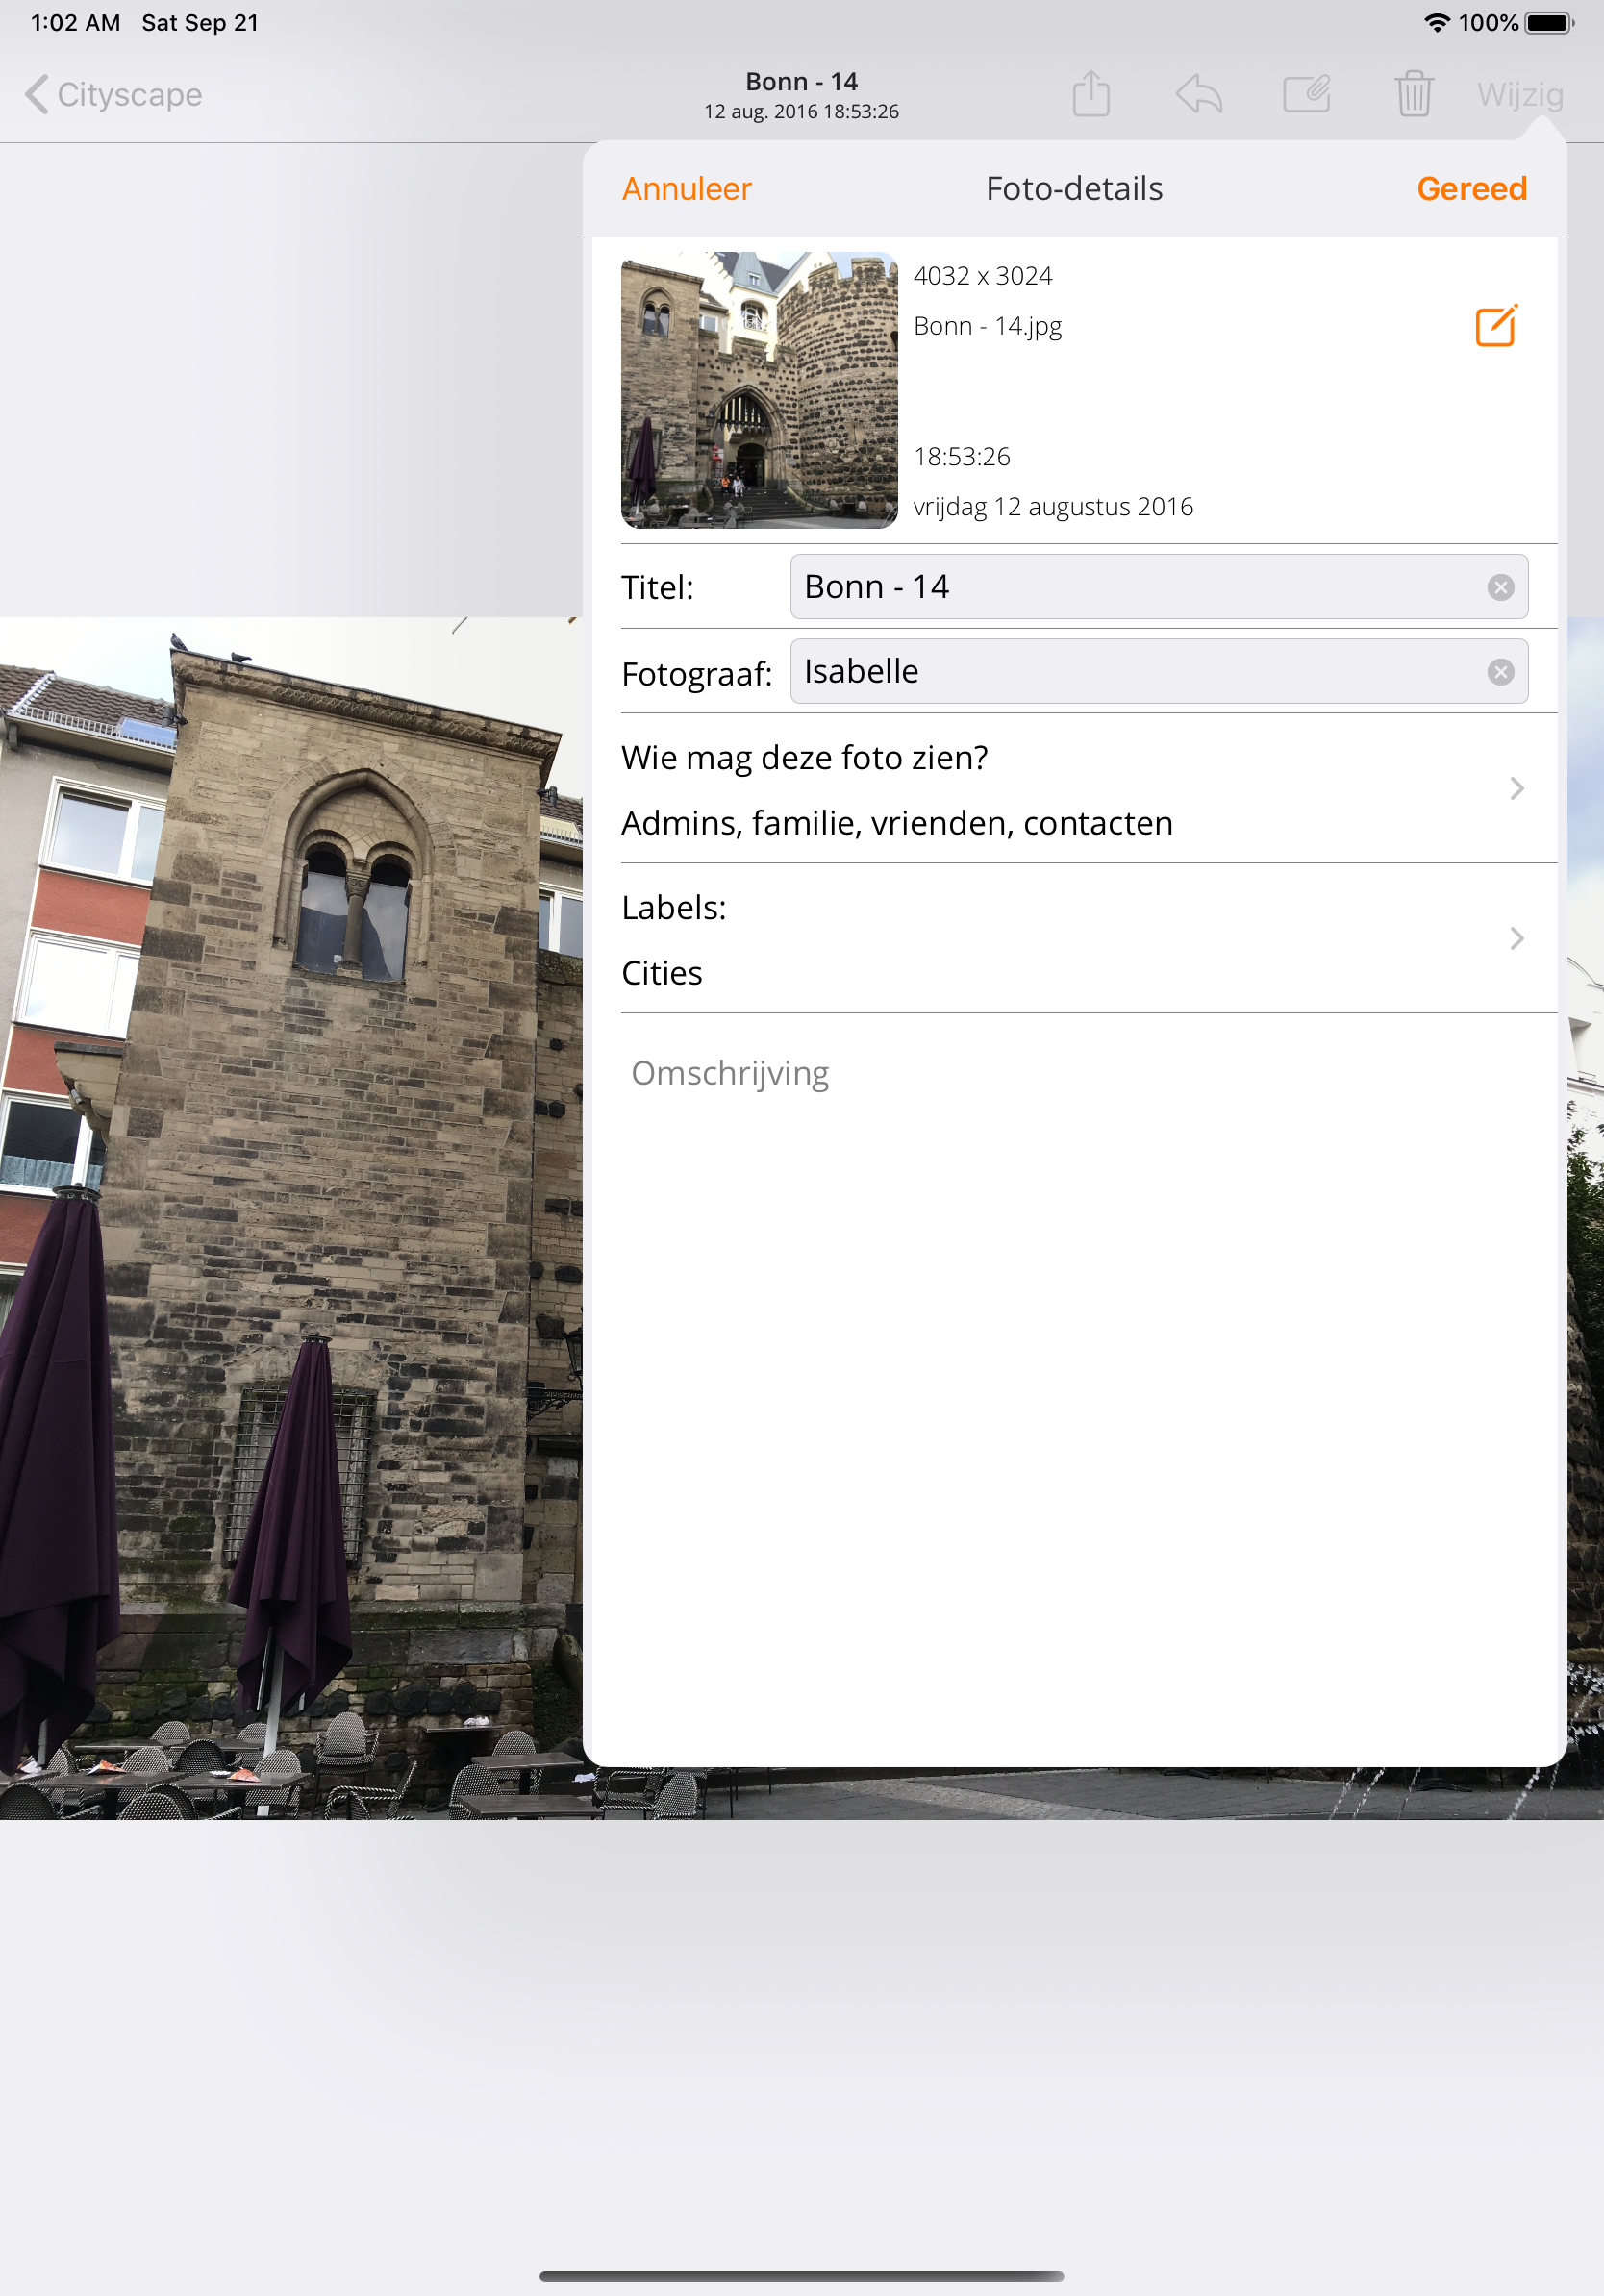 1:02 AM Sat Sep 21 100%
Cityscape
Bonn - 14
12 aug. 2016 18:53:26
Wijzig
Annuleer Foto-details Gereed
4032 x 3024
Bonn - 14.jpg
18:53:26
vrijdag 12 augustus 2016
Titel: Bonn - 14
Fotograaf: Isabelle
Wie mag deze foto zien?
Admins, familie, vrienden, contacten
Labels:
Cities
Omschrijving